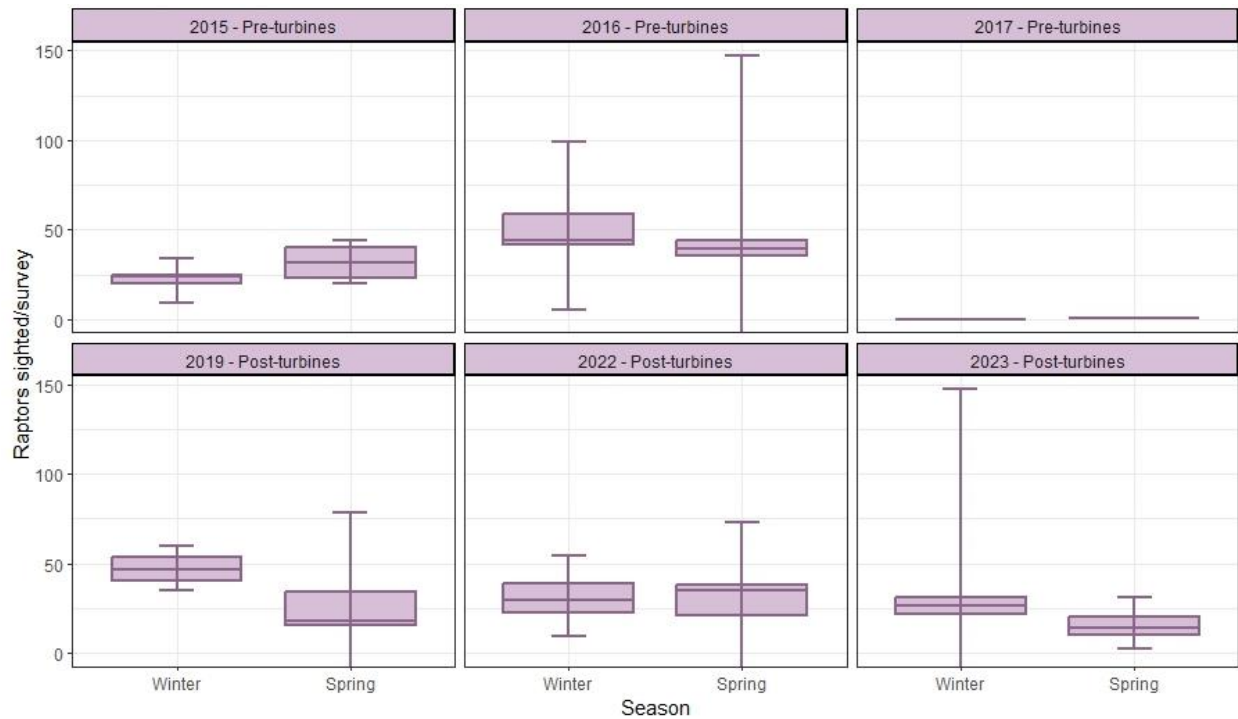 2015 - Pre-turbines
2016 - Pre-turbines
2017 - Pre-turbines
150
100
50
0
2019 - Post-turbines
2022 - Post-turbines
2023 - Post-turbines
150
100
50
0
Raptors sighted/survey
Winter
Spring
Winter
Spring
Winter
Spring
Season